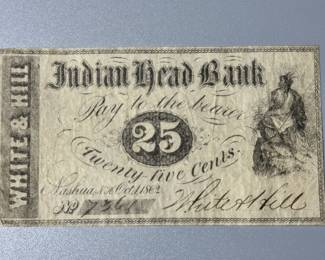 WHITE & HILL
Indian Head Bank
Pay to the bearer
25
Twenty-five Cents.
Nashua, N.H. Oct. 1, 1862
No 7361
White & Hill